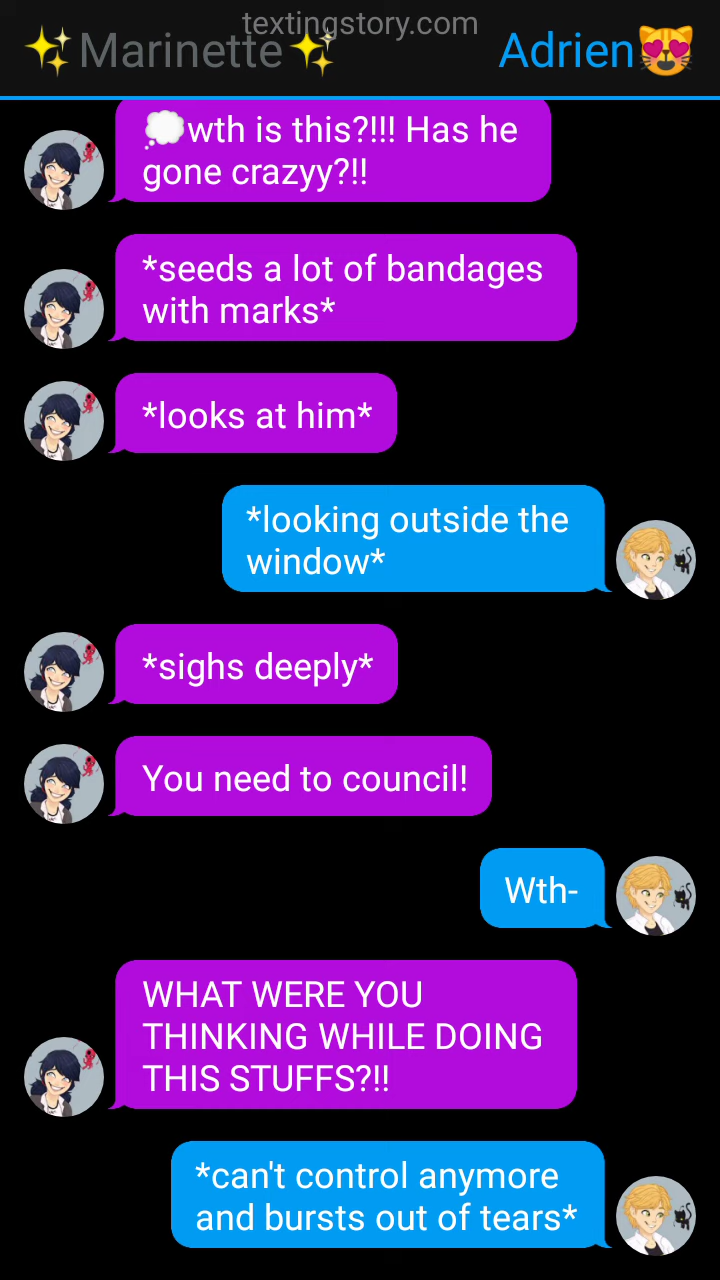 textingstory.com
✨Marinette✨ Adrien😻
💭wth is this?!!! Has he
gone crazyy?!!
*seeds a lot of bandages
with marks*
*looks at him*
*looking outside the
window*
*sighs deeply*
You need to council!
Wth-
WHAT WERE YOU
THINKING WHILE DOING
THIS STUFFS?!!
*can't control anymore
and bursts out of tears*